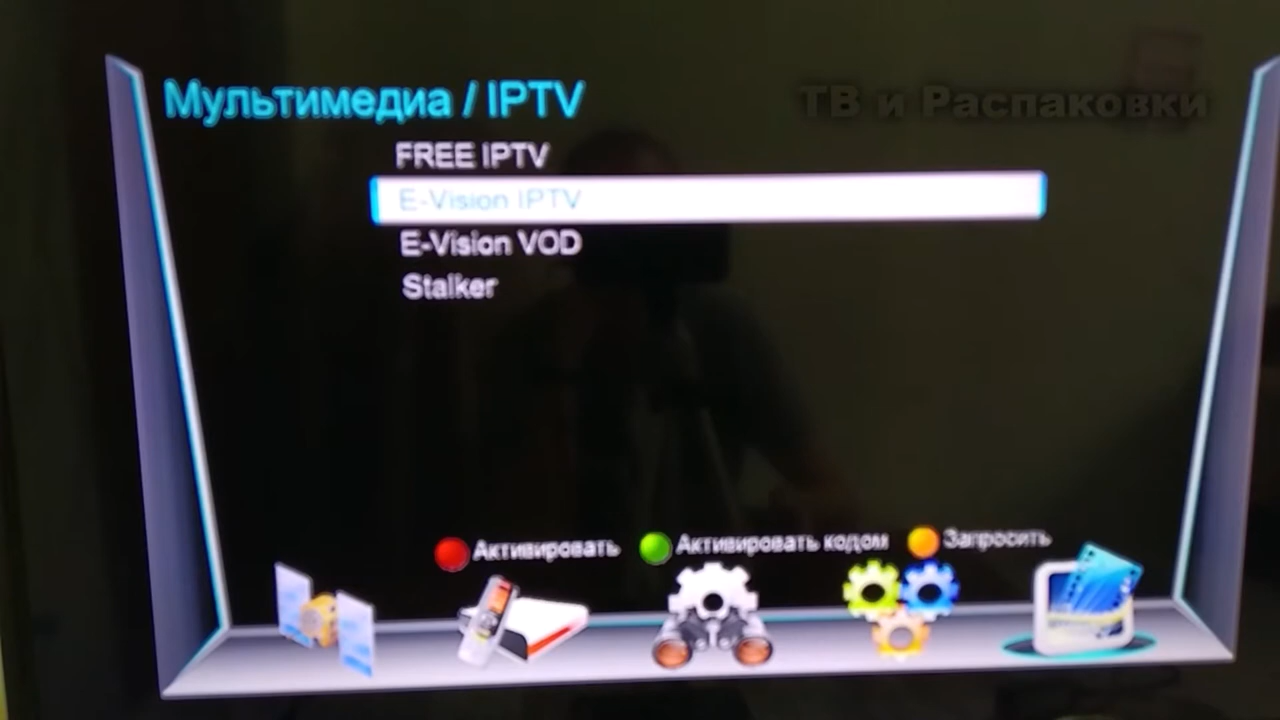 Мультимедиа / IPTV
ТВ и Распаковки
FREE IPTV
E-Vision IPTV
E-Vision VOD
Stalker
Активировать Активировать кодом Запросить